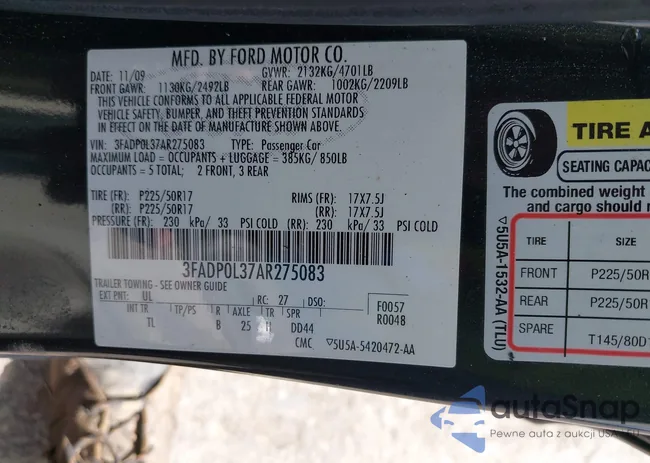 MFD. BY FORD MOTOR CO.
DATE: 11/09 GVWR: 2132KG/4701LB
FRONT GAWR: 1130KG/2492LB REAR GAWR: 1002KG/2209LB
THIS VEHICLE CONFORMS TO ALL APPLICABLE FEDERAL MOTOR
VEHICLE SAFETY, BUMPER, AND THEFT PREVENTION STANDARDS
IN EFFECT ON THE DATE OF MANUFACTURE SHOWN ABOVE.
VIN: 3FADP0L37AR275083 TYPE: Passenger Car
MAXIMUM LOAD = OCCUPANTS + LUGGAGE = 385KG/ 850LB
OCCUPANTS = 5 TOTAL; 2 FRONT, 3 REAR
TIRE (FR): P225/50R17 RIMS (FR): 17X7.5J
(RR): P225/50R17 (RR): 17X7.5J
PRESSURE (FR): 230 kPa/ 33 PSI COLD (RR): 230 kPa/ 33 PSI COLD
3FADP0L37AR275083
TRAILER TOWING - SEE OWNER GUIDE
EXT PNT: UL RC: 27 DSO: F0057
INT TR TP/PS R AXLE TR SPR R0048
TL B 25 H DD44
CMC ▽5U5A-5420472-AA
TIRE A
SEATING CAPAC
The combined weight
and cargo should
▽5U5A-1532-AA (TLU)
TIRE SIZE
FRONT P225/50R
REAR P225/50R
SPARE T145/80D1
autoSnap
Pewne auta z aukcji USA i EU